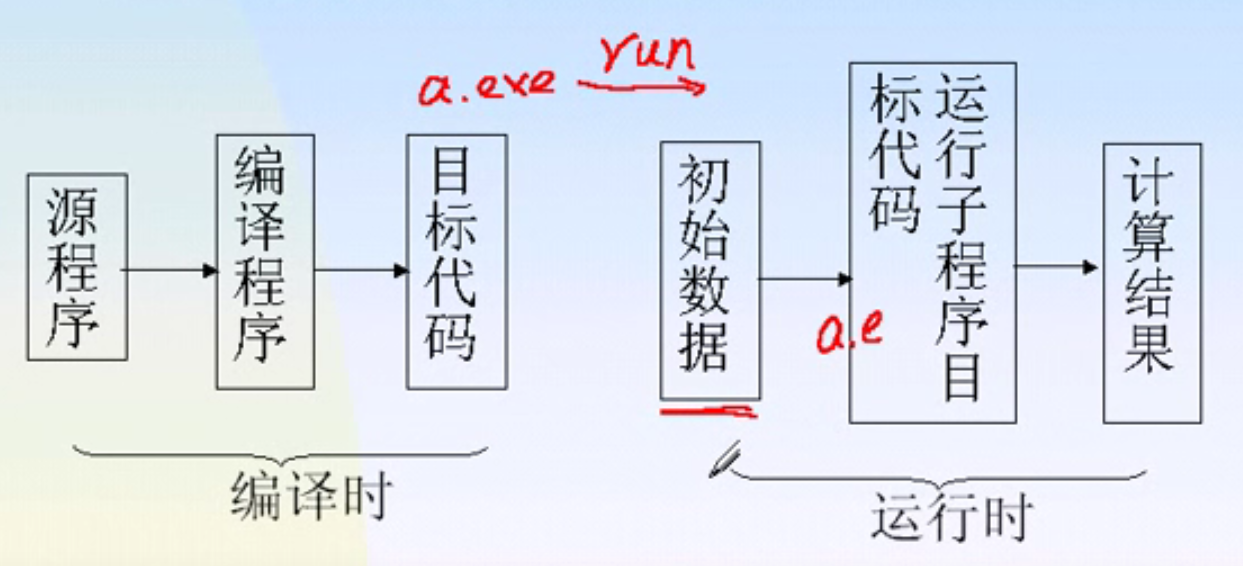 run
a.exe
源程序
编译程序
目标代码
初始数据
运行子程序目
标代码
计算结果
a.e
编译时
运行时